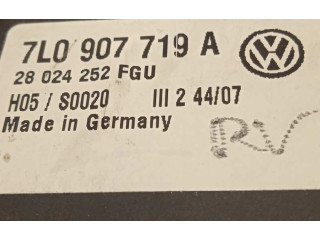 7L0 907 719 A
28 024 252 FGU
H05 / S0020 III 2 44/07
Made in Germany
RV